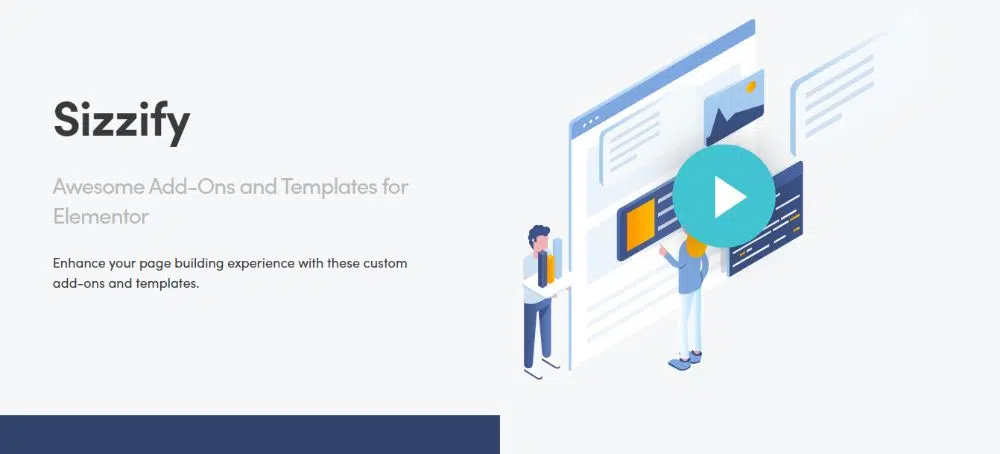 Sizzify
Awesome Add-Ons and Templates for
Elementor
Enhance your page building experience with these custom
add-ons and templates.